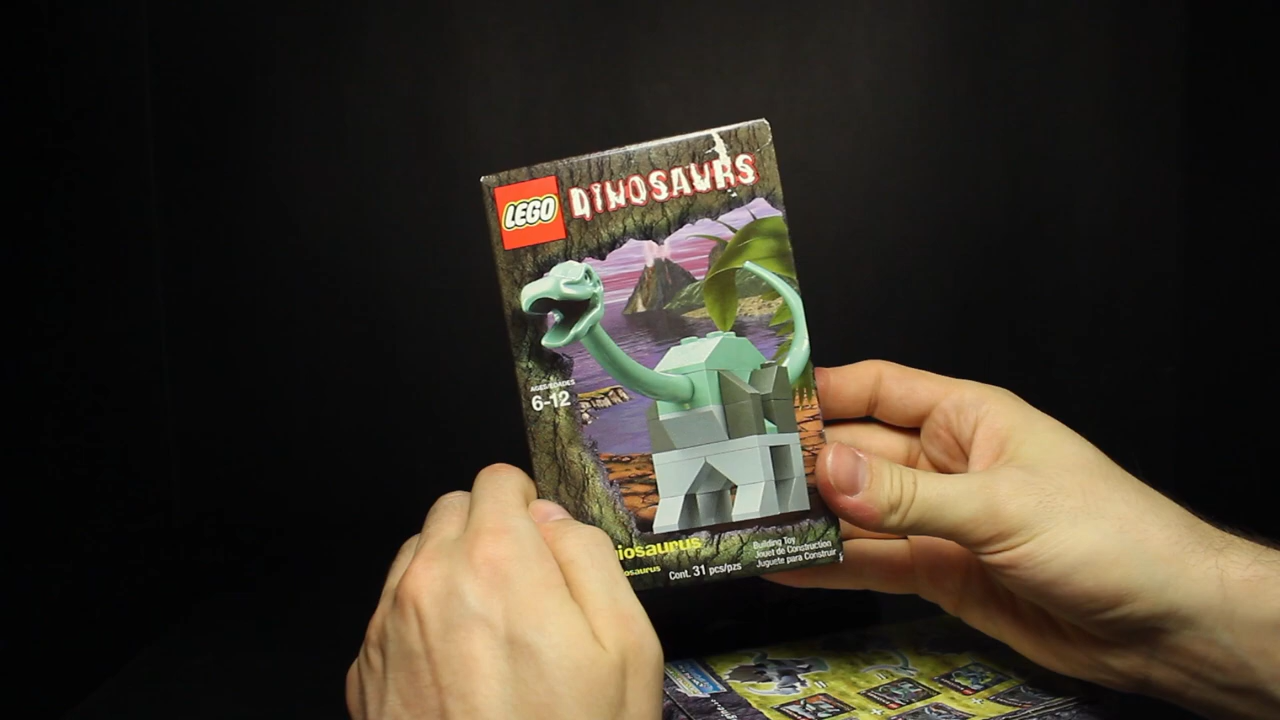 LEGO
DINOSAURS
AGES/EDADES
6-12
iosaurus
osaurus
Cont. 31 pcs/pzs
Building Toy
Jouet de Construction
Juguete para Construir